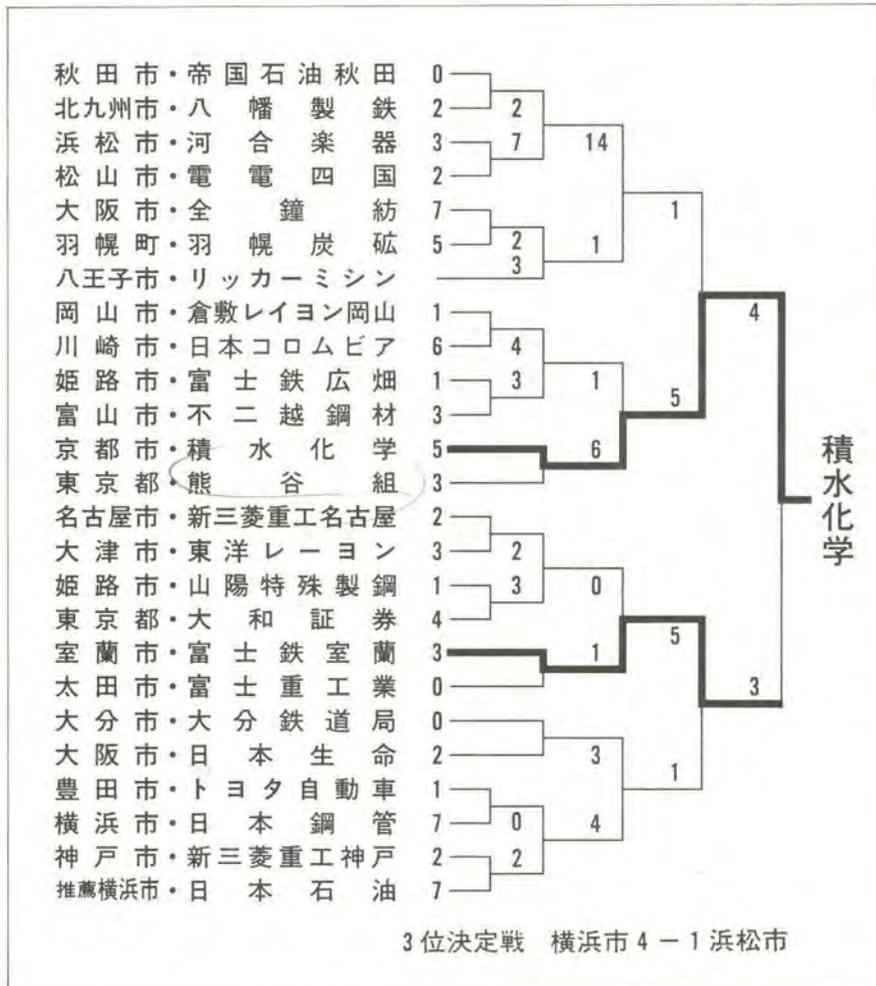 秋田市・帝国石油秋田 0
北九州市・八幡製鉄 2
浜松市・河合楽器 3
松山市・電電四国 2
大阪市・全鐘紡 7
羽幌町・羽幌炭砿 5
八王子市・リッカーミシン
岡山市・倉敷レイヨン岡山 1
川崎市・日本コロムビア 6
姫路市・富士鉄広畑 1
富山市・不二越鋼材 3
京都市・積水化学 5
東京都・熊谷組 3
名古屋市・新三菱重工名古屋 2
大津市・東洋レーヨン 3
姫路市・山陽特殊製鋼 1
東京都・大和証券 4
室蘭市・富士鉄室蘭 3
太田市・富士重工業 0
大分市・大分鉄道局 0
大阪市・日本生命 2
豊田市・トヨタ自動車 1
横浜市・日本鋼管 7
神戸市・新三菱重工神戸 2
推薦横浜市・日本石油 7
2
7
2
3
4
3
2
3
0
2
14
1
1
6
0
1
3
4
1
5
5
1
4
3
積水化学
3位決定戦 横浜市4－1浜松市